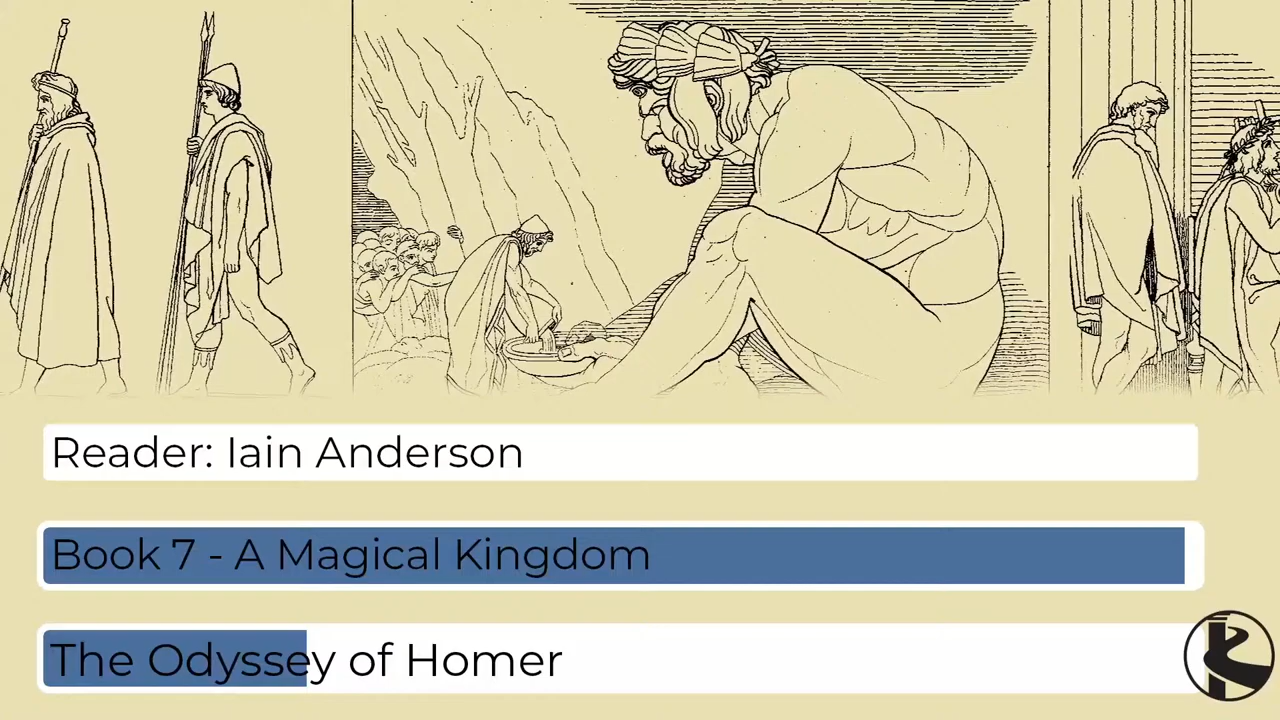 Reader: Iain Anderson
Book 7 - A Magical Kingdom
The Odyssey of Homer